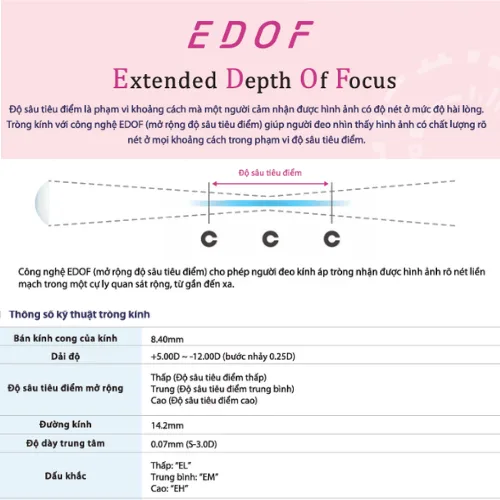 EDOF
Extended Depth Of Focus
Độ sâu tiêu điểm là phạm vi khoảng cách mà một người cảm nhận được hình ảnh có độ nét ở mức độ hài lòng.
Tròng kính với công nghệ EDOF (mở rộng độ sâu tiêu điểm) giúp người đeo nhìn thấy hình ảnh có chất lượng rõ
nét ở mọi khoảng cách trong phạm vi độ sâu tiêu điểm.
Độ sâu tiêu điểm
C C C
Công nghệ EDOF (mở rộng độ sâu tiêu điểm) cho phép người đeo kính áp tròng nhận được hình ảnh rõ nét liền
mạch trong một cự ly quan sát rộng, từ gần đến xa.
Thông số kỹ thuật tròng kính
Bán kính cong của kính 8.40mm
Dải độ +5.00D ~ -12.00D (bước nhảy 0.25D)
Độ sâu tiêu điểm mở rộng Thấp (Độ sâu tiêu điểm thấp)
Trung (Độ sâu tiêu điểm trung bình)
Cao (Độ sâu tiêu điểm cao)
Đường kính 14.2mm
Độ dày trung tâm 0.07mm (S-3.0D)
Dấu khắc Thấp: “EL”
Trung bình: “EM”
Cao: “EH”